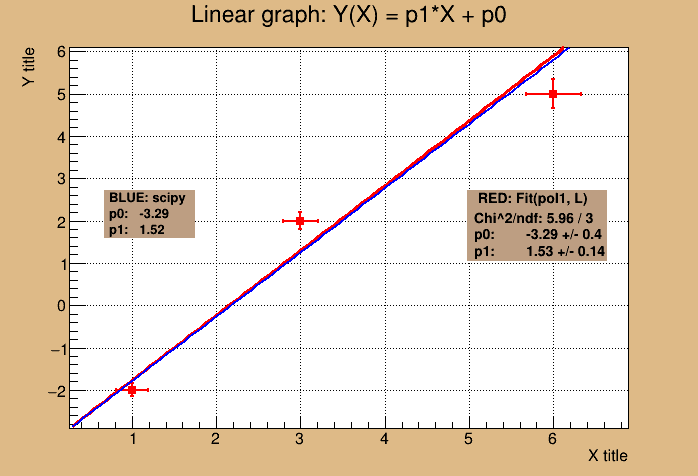 Linear graph: Y(X) = p1*X + p0
Y title
6
5
4
3
2
1
0
−1
−2
BLUE: scipy
p0: -3.29
p1: 1.52
RED: Fit(pol1, L)
Chi^2/ndf: 5.96 / 3
p0: -3.29 +/- 0.4
p1: 1.53 +/- 0.14
1 2 3 4 5 6
X title